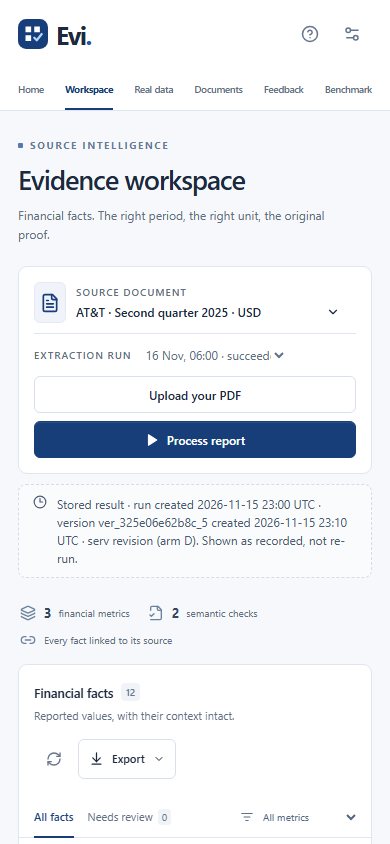 Evi.
Home Workspace Real data Documents Feedback Benchmark
SOURCE INTELLIGENCE
Evidence workspace
Financial facts. The right period, the right unit, the original
proof.
SOURCE DOCUMENT
AT&T · Second quarter 2025 · USD
EXTRACTION RUN 16 Nov, 06:00 · succeed
Upload your PDF
Process report
Stored result · run created 2026-11-15 23:00 UTC ·
version ver_325e06e62b8c_5 created 2026-11-15 23:10
UTC · serv revision (arm D). Shown as recorded, not re-
run.
3 financial metrics 2 semantic checks
Every fact linked to its source
Financial facts 12
Reported values, with their context intact.
Export
All facts Needs review 0 All metrics